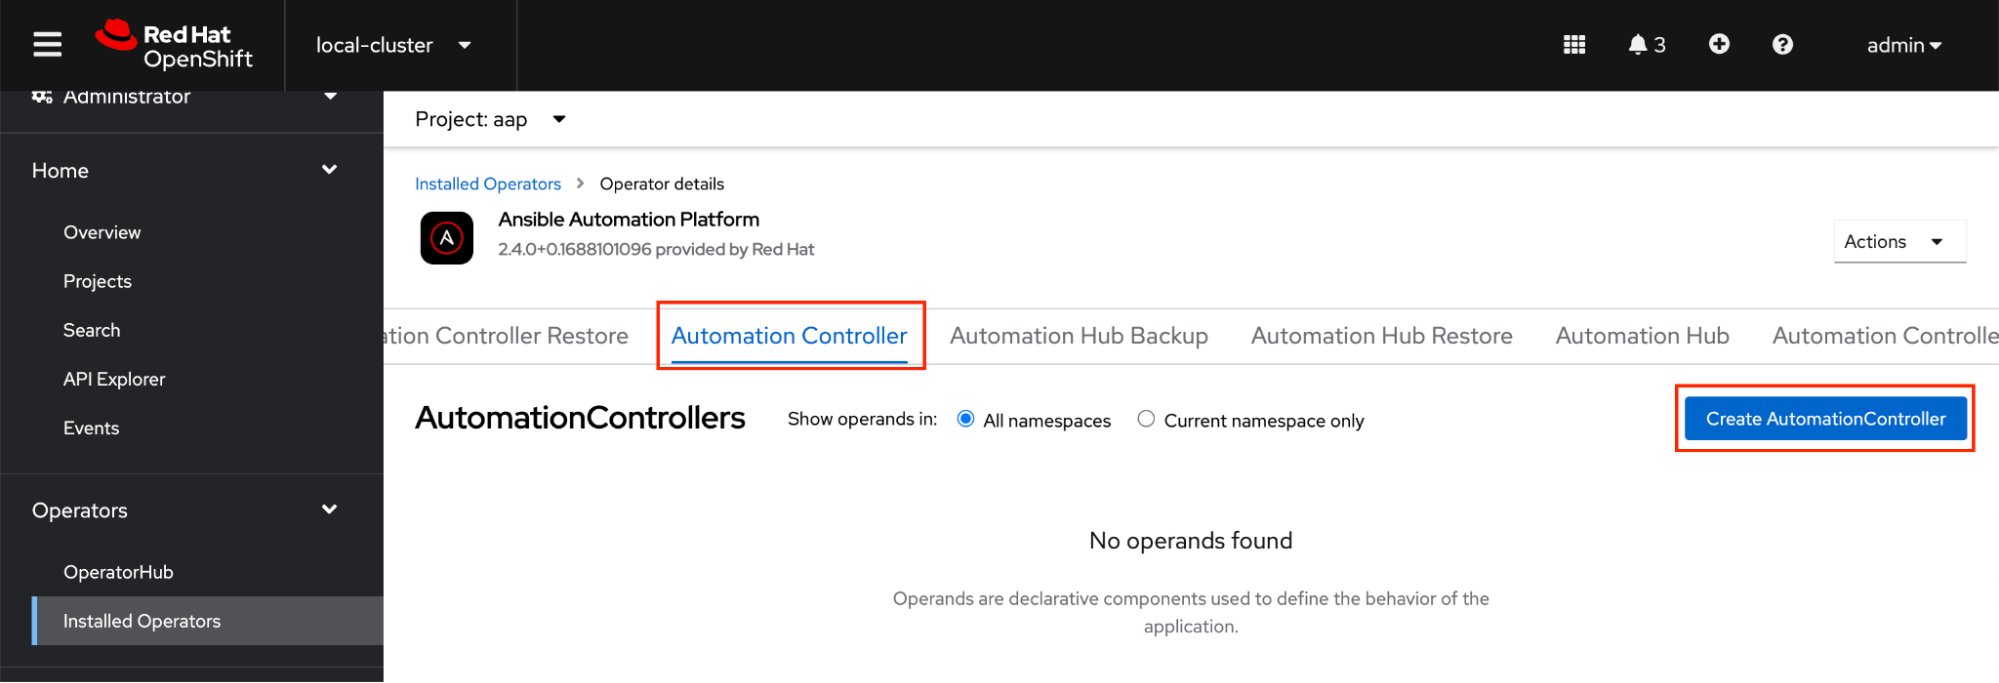 Red Hat
OpenShift
local-cluster
3
admin
Administrator
Home
Overview
Projects
Search
API Explorer
Events
Operators
OperatorHub
Installed Operators
Project: aap
Installed Operators > Operator details
Ansible Automation Platform
2.4.0+0.1688101096 provided by Red Hat
Actions
ation Controller Restore Automation Controller Automation Hub Backup Automation Hub Restore Automation Hub Automation Controlle
AutomationControllers Show operands in: All namespaces Current namespace only Create AutomationController
No operands found
Operands are declarative components used to define the behavior of the
application.